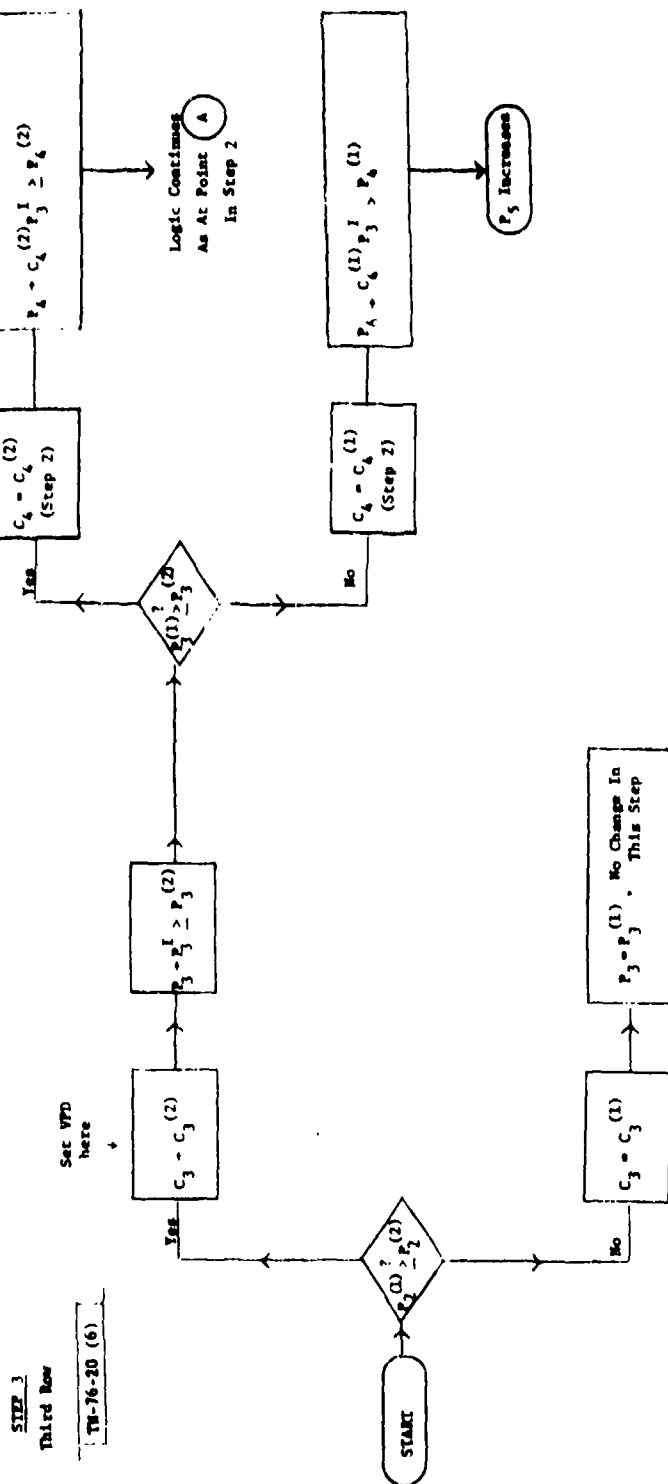 STEP 3
Third Row
TN-76-20 (6)
START
P₂⁽¹⁾ ≥? P₂⁽²⁾
Yes
No
Set VPD
here
C₃ = C₃⁽²⁾
P₃ = P₃ᴵ ≥ P₃⁽²⁾
C₃ = C₃⁽¹⁾
P₃ = P₃⁽¹⁾, No Change In
This Step
P₃⁽¹⁾ ≥? P₃⁽²⁾
Yes
No
C₄ = C₄⁽²⁾
(Step 2)
P₄ = C₄⁽²⁾P₃ᴵ ≥ P₄⁽²⁾
Logic Continues
As At Point A
In Step 2
C₄ = C₄⁽¹⁾
(Step 2)
P₄ = C₄⁽¹⁾P₃ᴵ > P₄⁽¹⁾
P₅ Increases